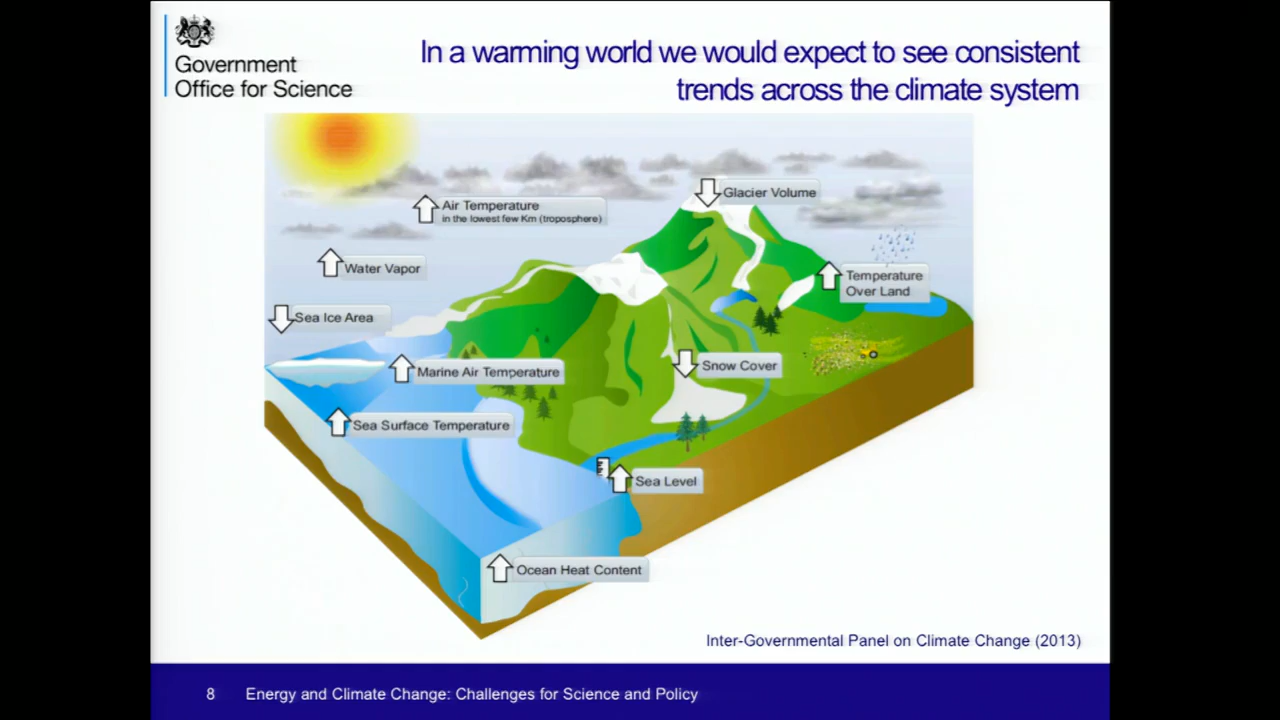 Government
Office for Science
In a warming world we would expect to see consistent
trends across the climate system
Glacier Volume
Air Temperature
in the lowest few Km (troposphere)
Water Vapor
Temperature
Over Land
Sea Ice Area
Marine Air Temperature
Snow Cover
Sea Surface Temperature
Sea Level
Ocean Heat Content
Inter-Governmental Panel on Climate Change (2013)
8 Energy and Climate Change: Challenges for Science and Policy